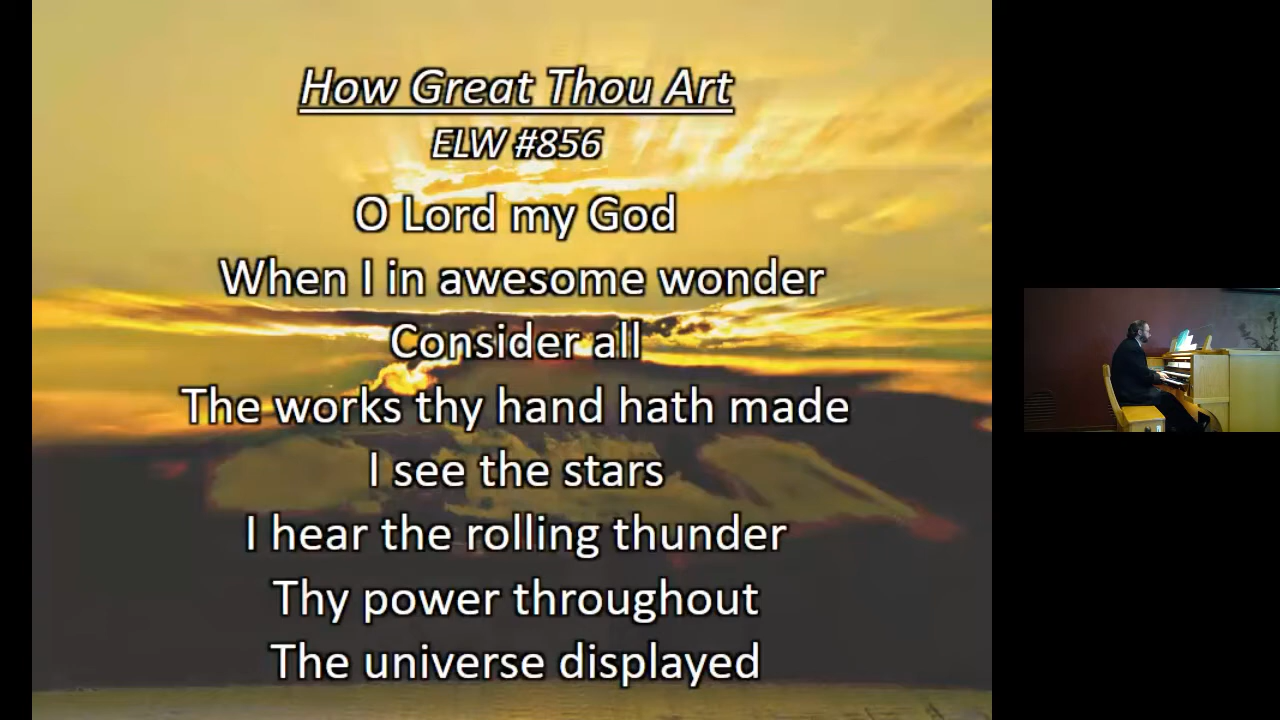 How Great Thou Art
ELW #856
O Lord my God
When I in awesome wonder
Consider all
The works thy hand hath made
I see the stars
I hear the rolling thunder
Thy power throughout
The universe displayed